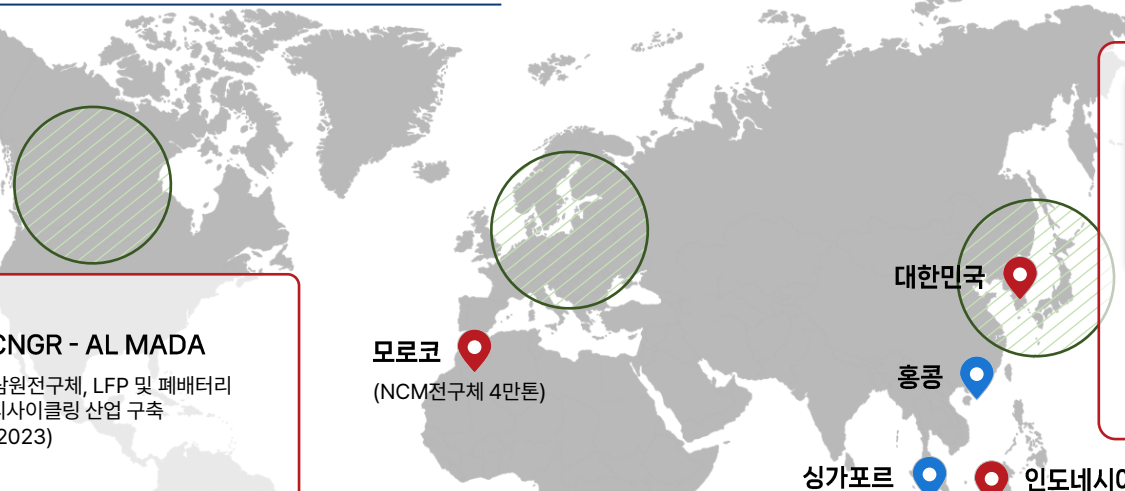 대한민국
CNGR - AL MADA
모로코
(NCM전구체 4만톤)
홍콩
삼원전구체, LFP 및 폐배터리
리사이클링 산업 구축
2023)
싱가포르
인도네시아